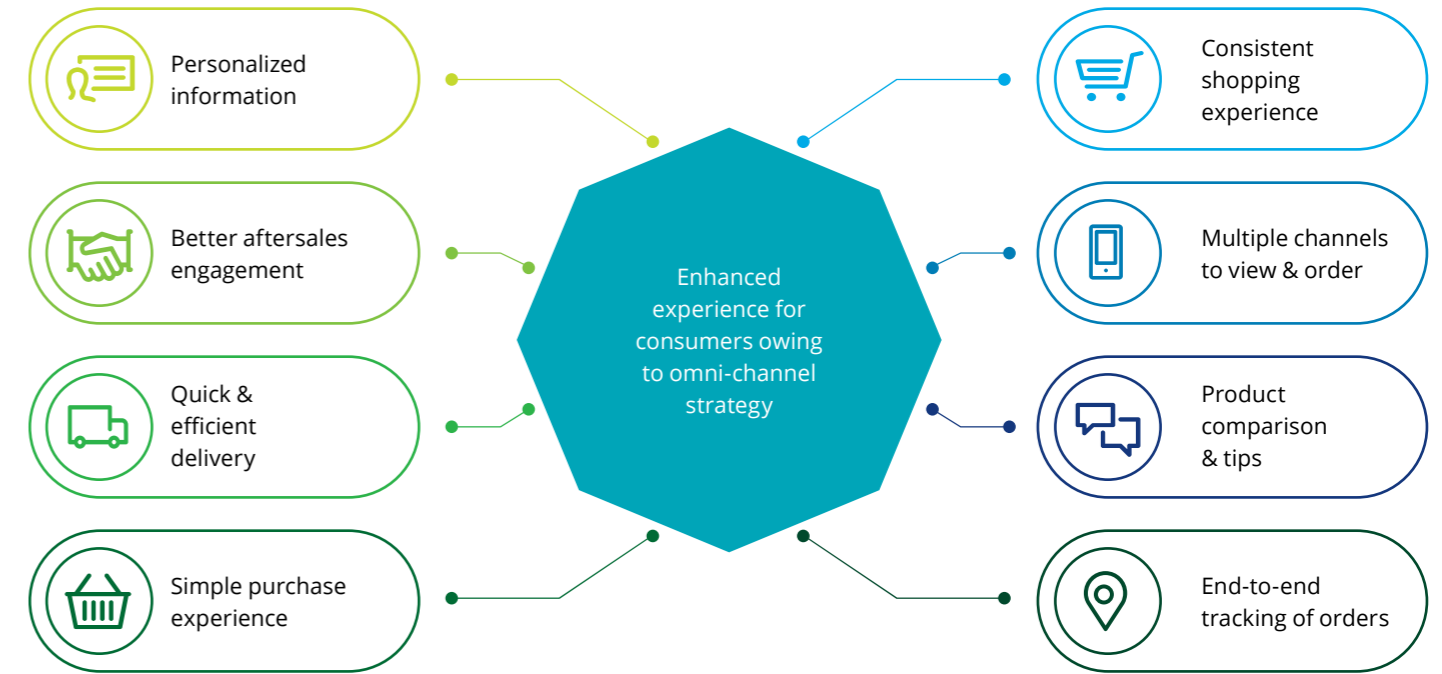 Personalized
information
Better aftersales
engagement
Quick &
efficient
delivery
Simple purchase
experience
Enhanced
experience for
consumers owing
to omni-channel
strategy
Consistent
shopping
experience
Multiple channels
to view & order
Product
comparison
& tips
End-to-end
tracking of orders